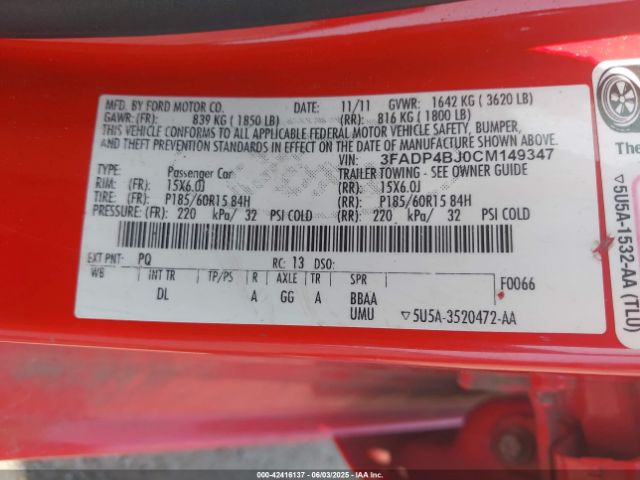 MFD. BY FORD MOTOR CO. DATE: 11/11 GVWR: 1642 KG ( 3620 LB)
GAWR: (FR): 839 KG ( 1850 LB) (RR): 816 KG ( 1800 LB)
THIS VEHICLE CONFORMS TO ALL APPLICABLE FEDERAL MOTOR VEHICLE SAFETY, BUMPER,
AND THEFT PREVENTION STANDARDS IN EFFECT ON THE DATE OF MANUFACTURE SHOWN ABOVE.
VIN: 3FADP4BJ0CM149347
TYPE: Passenger Car TRAILER TOWING - SEE OWNER GUIDE
RIM: (FR) 15X6.0J (RR): 15X6.0J
TIRE: (FR) P185/60R15 84H (RR): P185/60R15 84H
PRESSURE: (FR) 220 kPa/ 32 PSI COLD (RR): 220 kPa/ 32 PSI COLD
EXT PNT: PQ RC: 13 DSO:
WB INT TR TP/PS R AXLE TR SPR F0066
DL A GG A BBAA
UMU ▽5U5A-3520472-AA
The
▽5U5A-1532-AA (TLU)
000-42416137 - 06/03/2025 - IAAI.COM